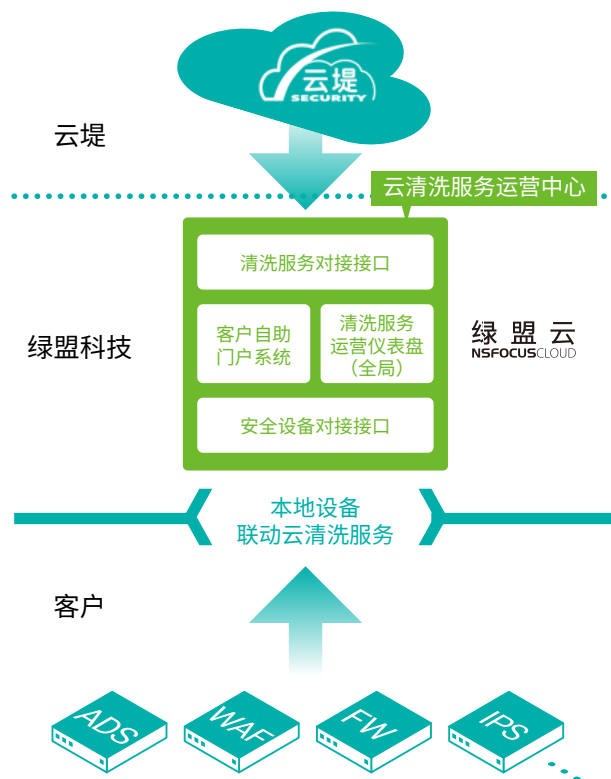 云堤
SECURITY
云堤
云清洗服务运营中心
清洗服务对接接口
客户自助
门户系统
清洗服务
运营仪表盘
（全局）
安全设备对接接口
绿盟科技
绿盟云
NSFOCUSCLOUD
本地设备
联动云清洗服务
客户
ADS
WAF
FW
IPS